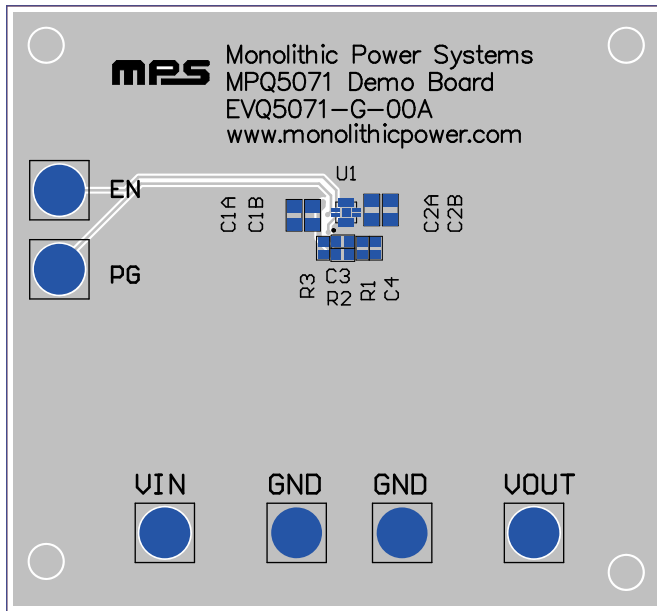 mps
Monolithic Power Systems
MPQ5071 Demo Board
EVQ5071-G-00A
www.monolithicpower.com
U1
EN
C1A
C1B
C2A
C2B
PG
R3
C3
R2
R1
C4
VIN
GND
GND
VOUT